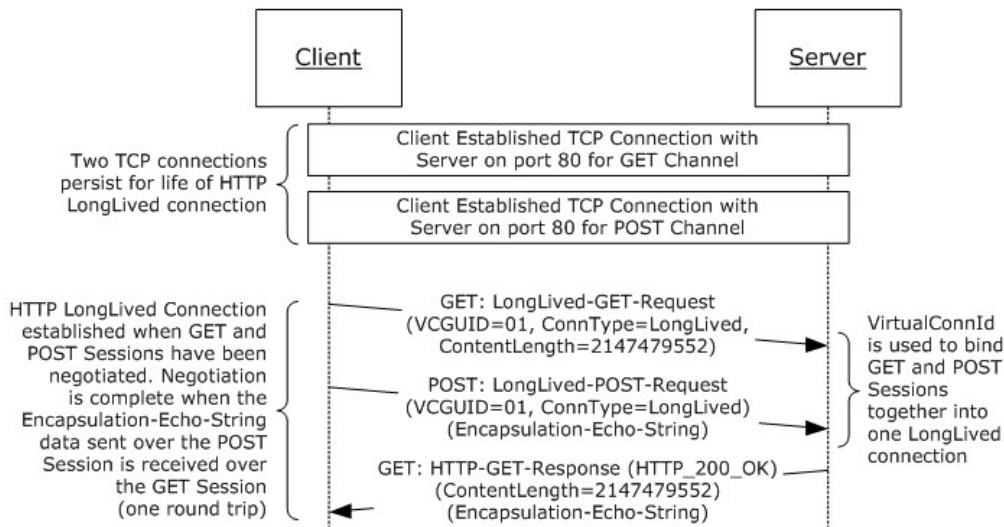 Client
Server
Two TCP connections
persist for life of HTTP
LongLived connection
Client Established TCP Connection with
Server on port 80 for GET Channel
Client Established TCP Connection with
Server on port 80 for POST Channel
HTTP LongLived Connection
established when GET and
POST Sessions have been
negotiated. Negotiation
is complete when the
Encapsulation-Echo-String
data sent over the POST
Session is received over
the GET Session
(one round trip)
GET: LongLived-GET-Request
(VCGUID=01, ConnType=LongLived,
ContentLength=2147479552)
POST: LongLived-POST-Request
(VCGUID=01, ConnType=LongLived)
(Encapsulation-Echo-String)
GET: HTTP-GET-Response (HTTP_200_OK)
(ContentLength=2147479552)
(Encapsulation-Echo-String)
VirtualConnId
is used to bind
GET and POST
Sessions
together into
one LongLived
connection